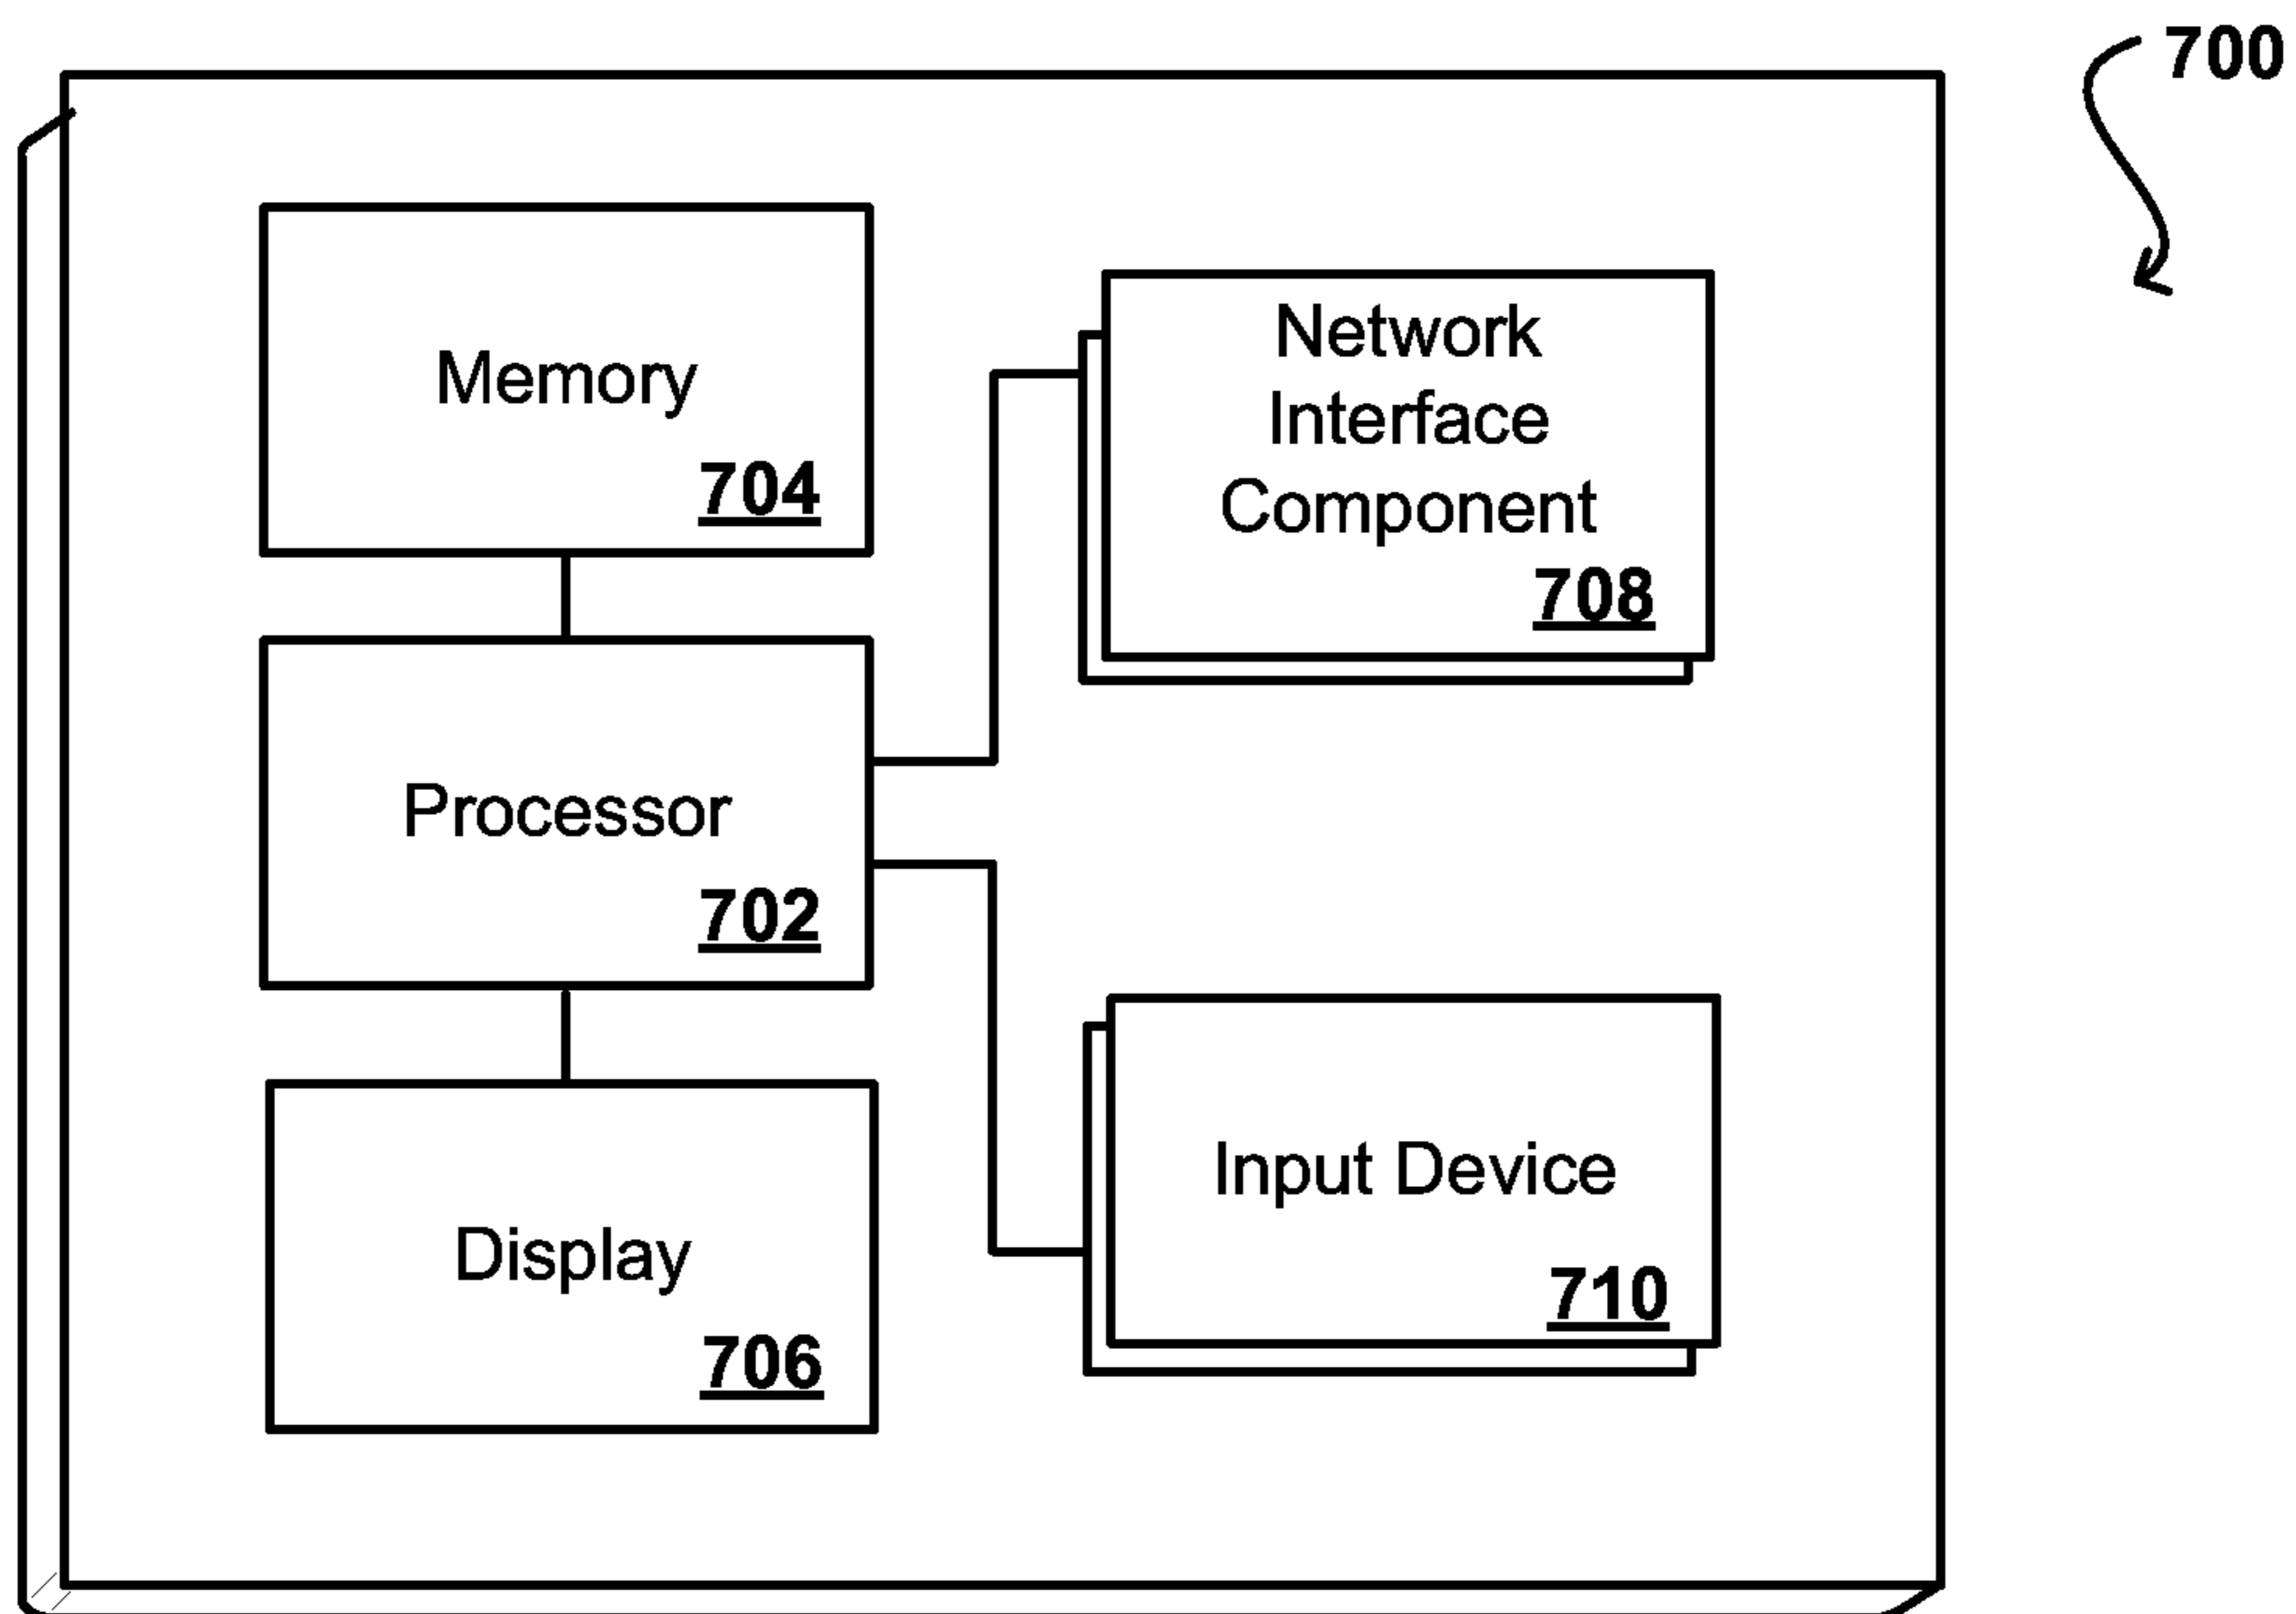 700
Memory
704
Network
Interface
Component
708
Processor
702
Input Device
710
Display
706